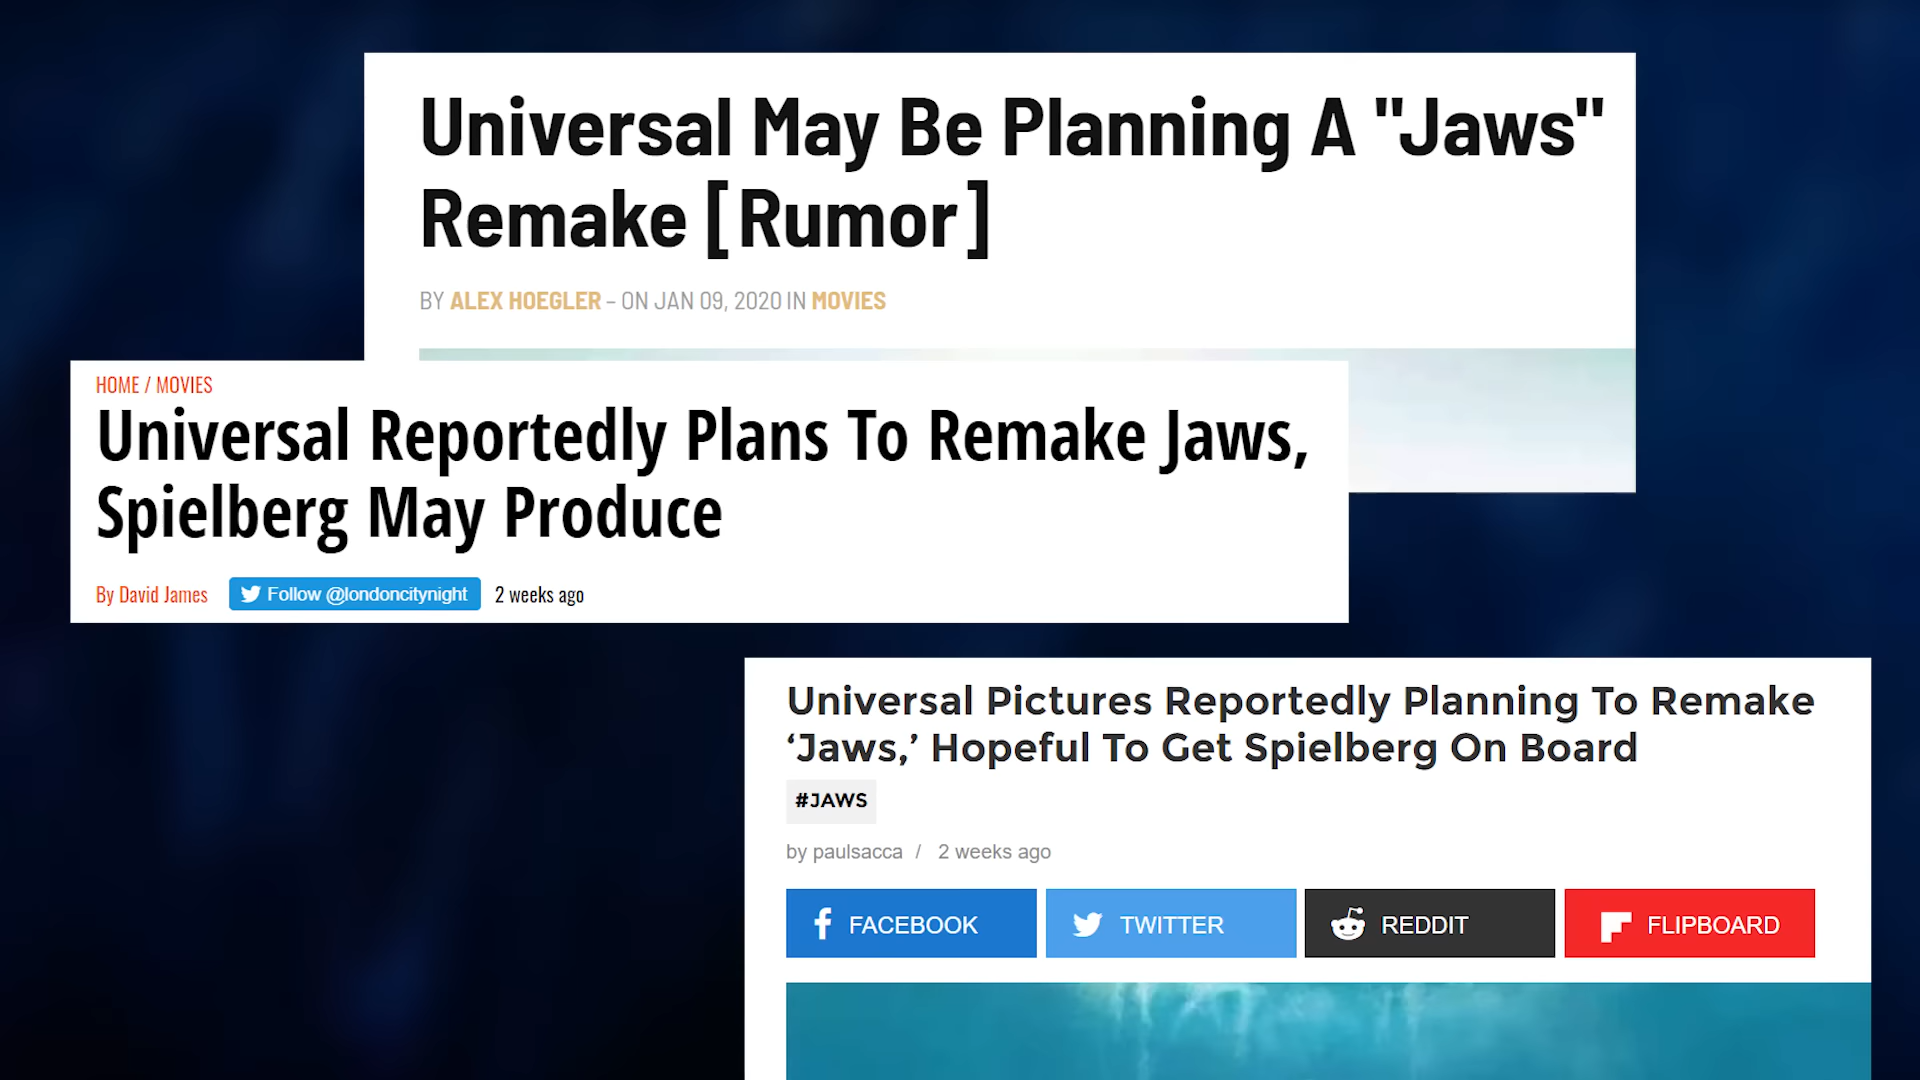 Universal May Be Planning A "Jaws"
Remake [Rumor]
BY ALEX HOEGLER – ON JAN 09, 2020 IN MOVIES
HOME / MOVIES
Universal Reportedly Plans To Remake Jaws,
Spielberg May Produce
By David James Follow @londoncitynight 2 weeks ago
Universal Pictures Reportedly Planning To Remake
‘Jaws,’ Hopeful To Get Spielberg On Board
#JAWS
by paulsacca / 2 weeks ago
FACEBOOK TWITTER REDDIT FLIPBOARD